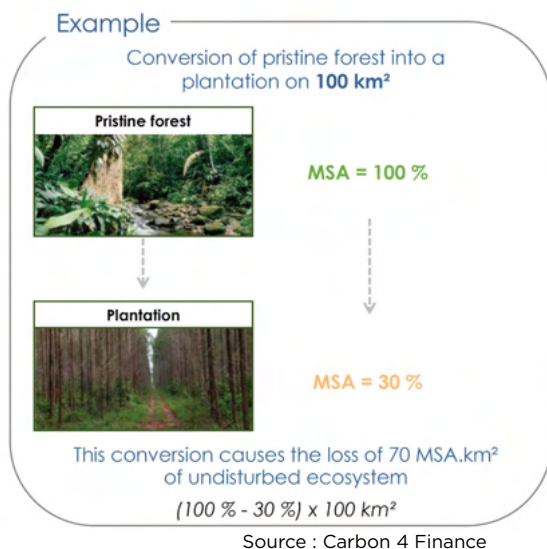 Example
Conversion of pristine forest into a
plantation on 100 km²
Pristine forest
MSA = 100 %
Plantation
MSA = 30 %
This conversion causes the loss of 70 MSA.km²
of undisturbed ecosystem
(100 % - 30 %) x 100 km²
Source : Carbon 4 Finance